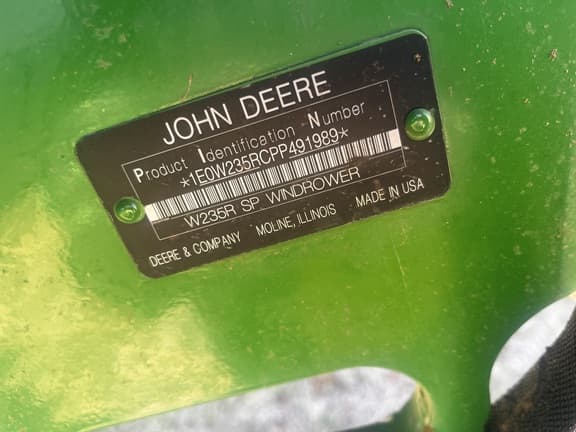 JOHN DEERE
Product Identification Number
*1E0W235RCPP491989*
W235R SP WINDROWER
DEERE & COMPANY MOLINE, ILLINOIS MADE IN USA